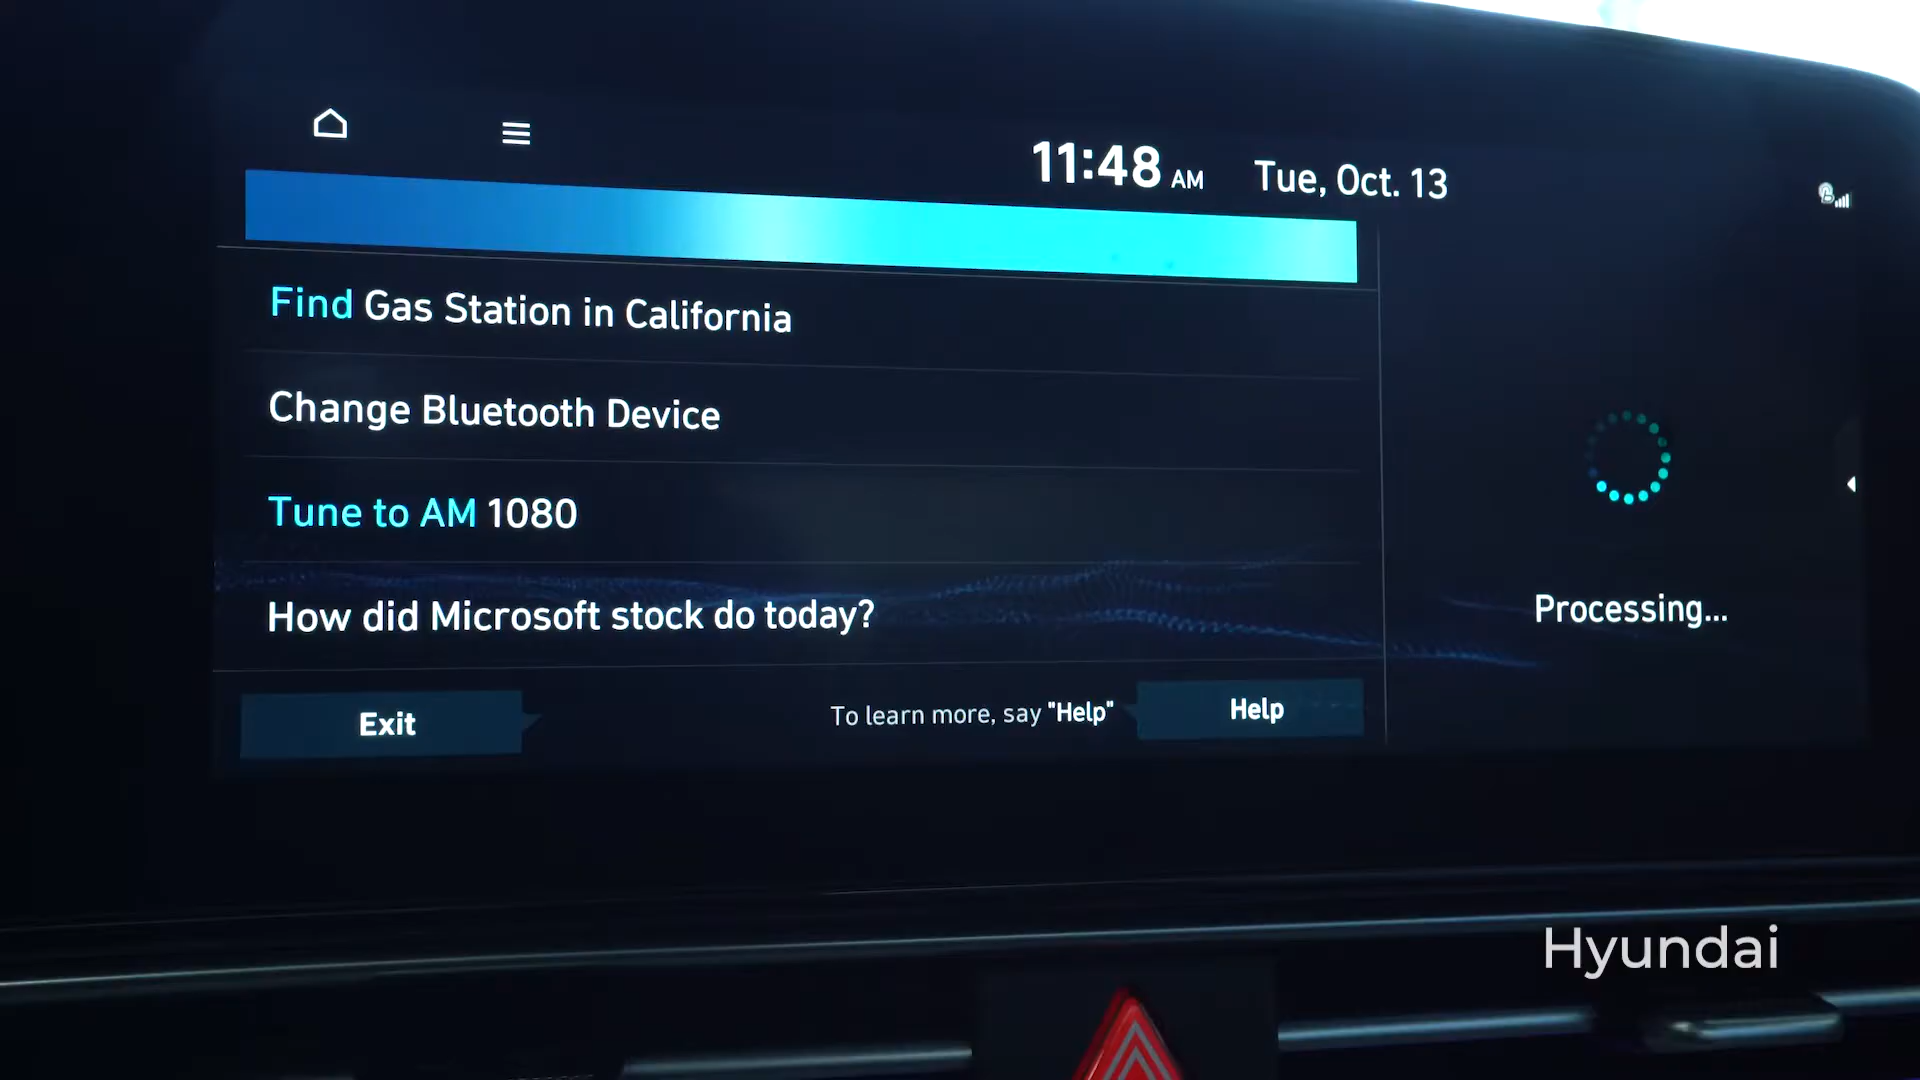 11:48 AM Tue, Oct. 13
Find Gas Station in California
Change Bluetooth Device
Tune to AM 1080
How did Microsoft stock do today?
Processing...
Exit
To learn more, say "Help"
Help
Hyundai